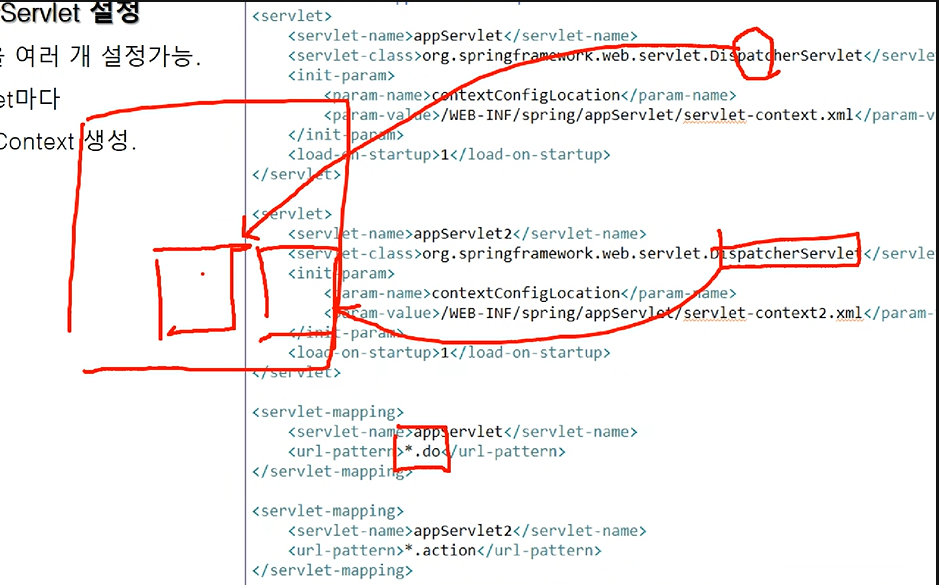 Servlet 설정
여러 개 설정가능.
et마다
Context 생성.
<servlet>
<servlet-name>appServlet</servlet-name>
<servlet-class>org.springframework.web.servlet.DispatcherServlet</servle
<init-param>
<param-name>contextConfigLocation</param-name>
<param-value>/WEB-INF/spring/appServlet/servlet-context.xml</param-v
</init-param>
<load-on-startup>1</load-on-startup>
</servlet>
<servlet>
<servlet-name>appServlet2</servlet-name>
<servlet-class>org.springframework.web.servlet.DispatcherServlet</servle
<init-param>
<param-name>contextConfigLocation</param-name>
<param-value>/WEB-INF/spring/appServlet/servlet-context2.xml</param-
</init-param>
<load-on-startup>1</load-on-startup>
</servlet>
<servlet-mapping>
<servlet-name>appServlet</servlet-name>
<url-pattern>*.do</url-pattern>
</servlet-mapping>
<servlet-mapping>
<servlet-name>appServlet2</servlet-name>
<url-pattern>*.action</url-pattern>
</servlet-mapping>